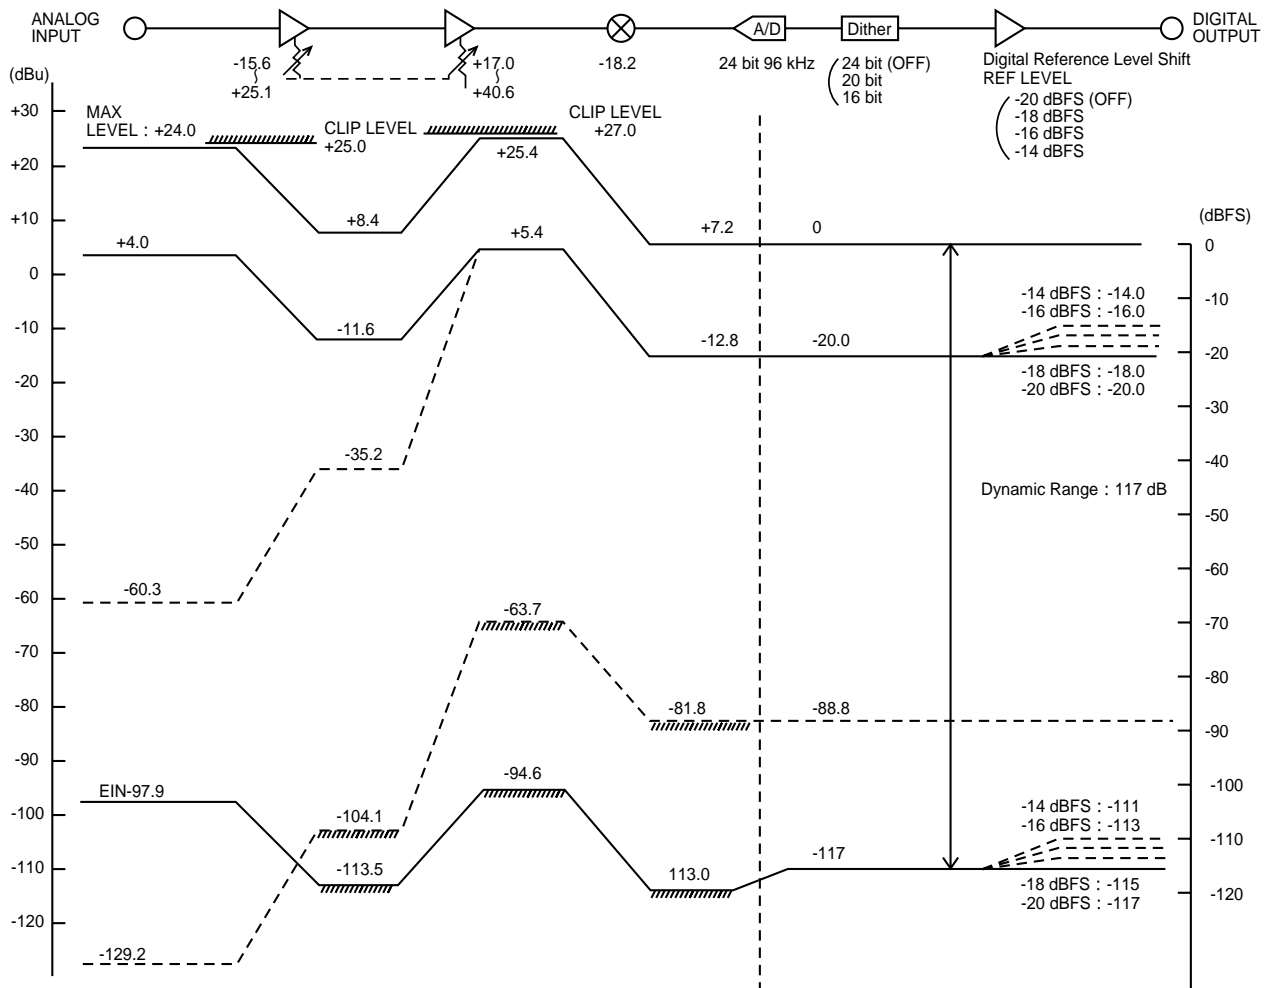 ANALOG
INPUT
A/D
Dither
DIGITAL
OUTPUT
(dBu)
-15.6
~
+25.1
+17.0
~
+40.6
-18.2
24 bit 96 kHz
24 bit (OFF)
20 bit
16 bit
Digital Reference Level Shift
REF LEVEL
-20 dBFS (OFF)
-18 dBFS
-16 dBFS
-14 dBFS
+30
MAX
LEVEL : +24.0
CLIP LEVEL
+25.0
CLIP LEVEL
+27.0
+25.4
+20
+10
+8.4
+7.2
0
(dBFS)
0
+4.0
+5.4
0
-10
-14 dBFS : -14.0
-16 dBFS : -16.0
-10
-11.6
-12.8
-20.0
-20
-18 dBFS : -18.0
-20 dBFS : -20.0
-20
-30
-30
-35.2
-40
-40
Dynamic Range : 117 dB
-50
-50
-60
-60
-60.3
-63.7
-70
-70
-80
-80
-81.8
-88.8
-90
-90
-94.6
-100
EIN-97.9
-100
-104.1
-14 dBFS : -111
-16 dBFS : -113
-110
-110
-113.5
113.0
-117
-18 dBFS : -115
-20 dBFS : -117
-120
-120
-129.2